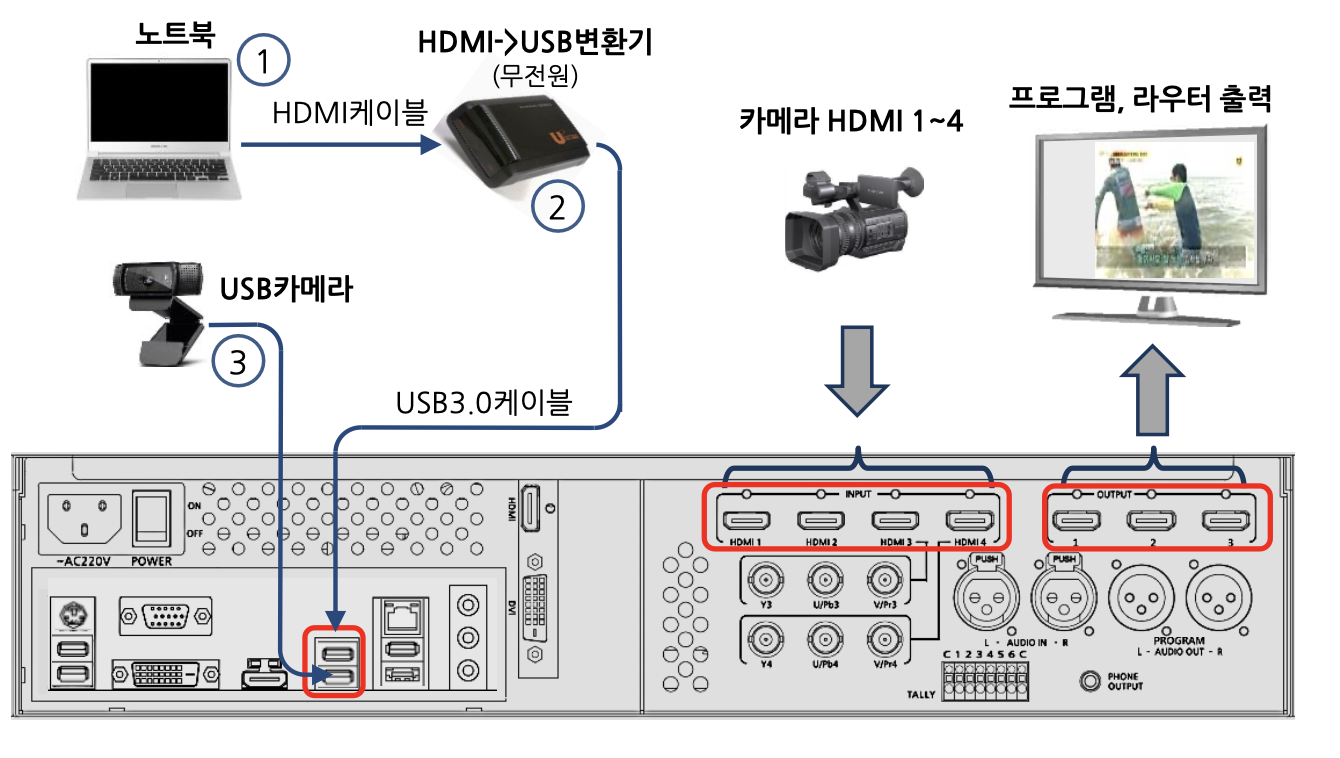 노트북
1
HDMI->USB변환기
(무전원)
HDMI케이블
2
카메라 HDMI 1~4
프로그램, 라우터 출력
USB카메라
3
USB3.0케이블
ON
OFF
~AC220V
POWER
HDMI
DVI
INPUT
HDMI 1
HDMI 2
HDMI 3
HDMI 4
OUTPUT
1
2
3
Y3
U/Pb3
V/Pr3
Y4
U/Pb4
V/Pr4
PUSH
PUSH
L - AUDIO IN - R
PROGRAM
L - AUDIO OUT - R
C 1 2 3 4 5 6 C
TALLY
PHONE
OUTPUT